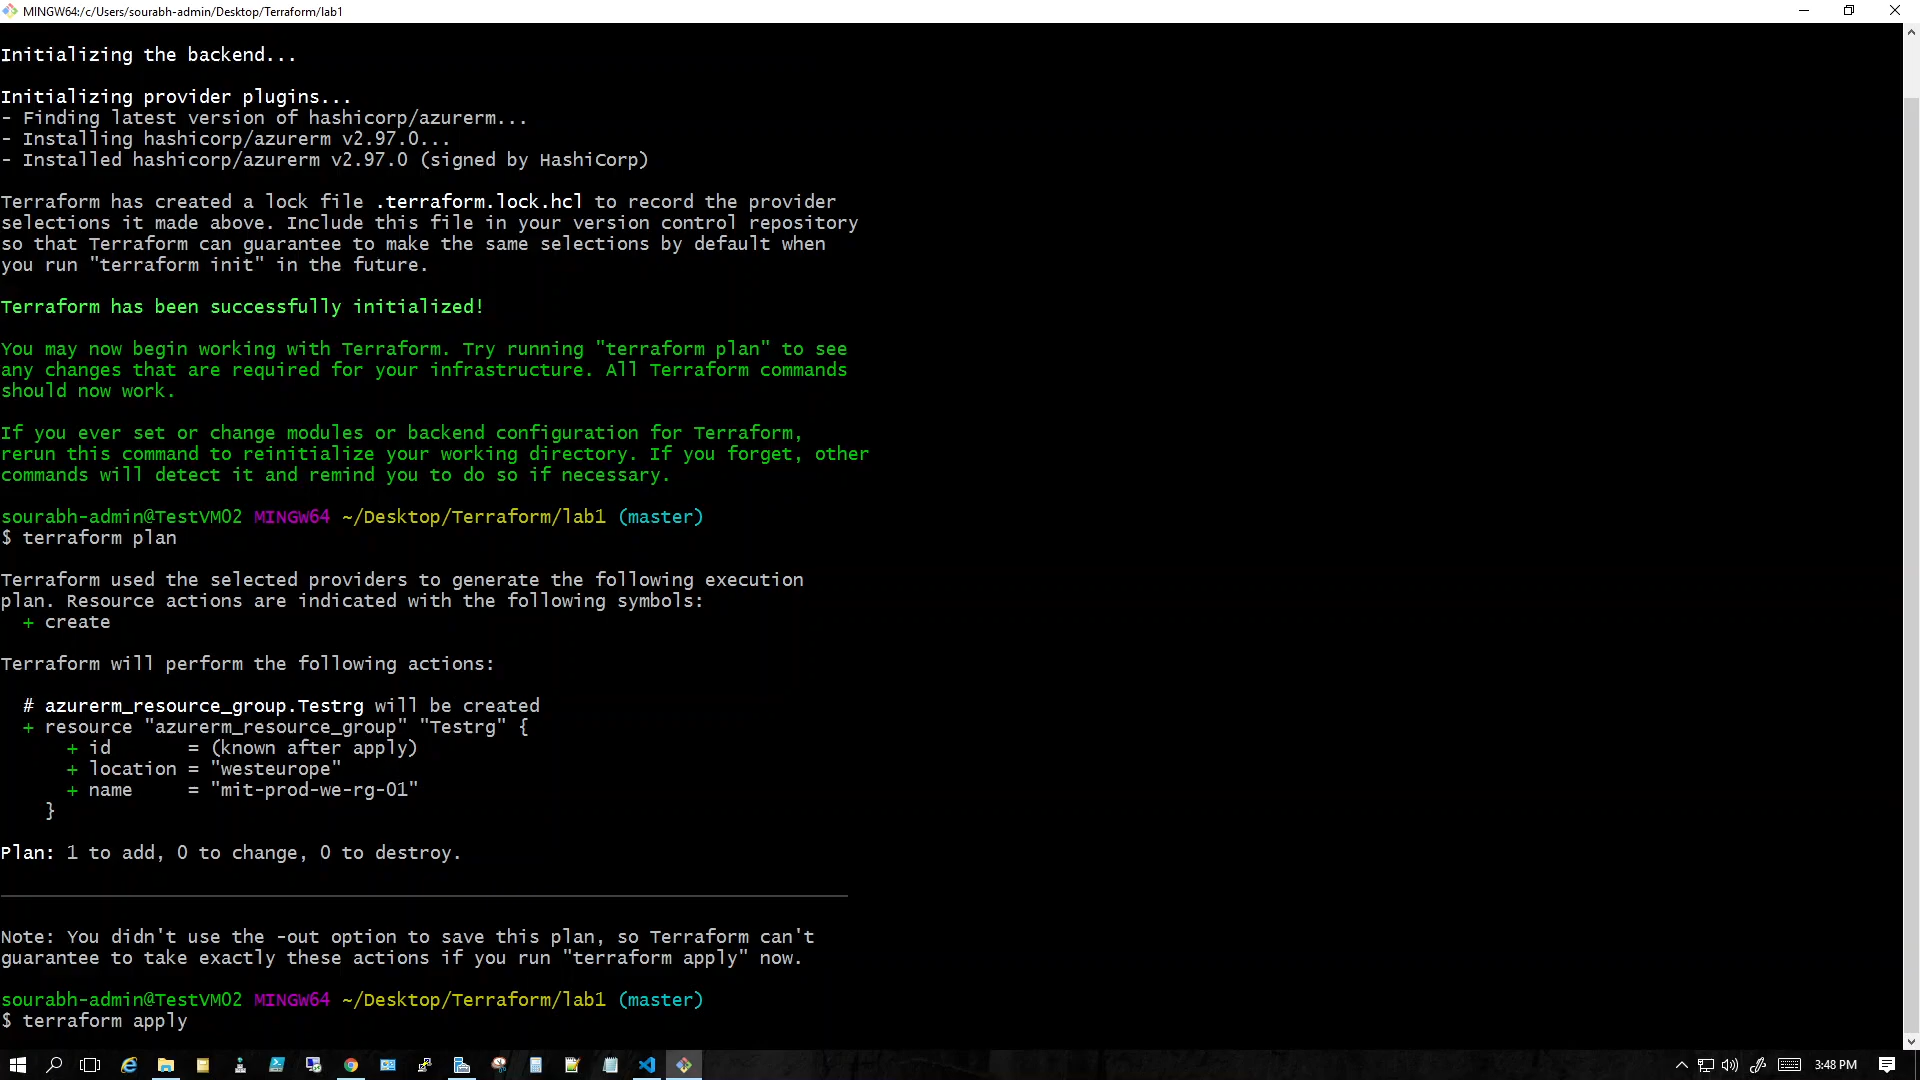 MINGW64:/c/Users/sourabh-admin/Desktop/Terraform/lab1
Initializing the backend...
Initializing provider plugins...
- Finding latest version of hashicorp/azurerm...
- Installing hashicorp/azurerm v2.97.0...
- Installed hashicorp/azurerm v2.97.0 (signed by HashiCorp)
Terraform has created a lock file .terraform.lock.hcl to record the provider
selections it made above. Include this file in your version control repository
so that Terraform can guarantee to make the same selections by default when
you run "terraform init" in the future.
Terraform has been successfully initialized!
You may now begin working with Terraform. Try running "terraform plan" to see
any changes that are required for your infrastructure. All Terraform commands
should now work.
If you ever set or change modules or backend configuration for Terraform,
rerun this command to reinitialize your working directory. If you forget, other
commands will detect it and remind you to do so if necessary.
sourabh-admin@TestVM02 MINGW64 ~/Desktop/Terraform/lab1 (master)
$ terraform plan
Terraform used the selected providers to generate the following execution
plan. Resource actions are indicated with the following symbols:
+ create
Terraform will perform the following actions:
# azurerm_resource_group.Testrg will be created
+ resource "azurerm_resource_group" "Testrg" {
+ id       = (known after apply)
+ location = "westeurope"
+ name     = "mit-prod-we-rg-01"
}
Plan: 1 to add, 0 to change, 0 to destroy.
Note: You didn't use the -out option to save this plan, so Terraform can't
guarantee to take exactly these actions if you run "terraform apply" now.
sourabh-admin@TestVM02 MINGW64 ~/Desktop/Terraform/lab1 (master)
$ terraform apply
3:48 PM